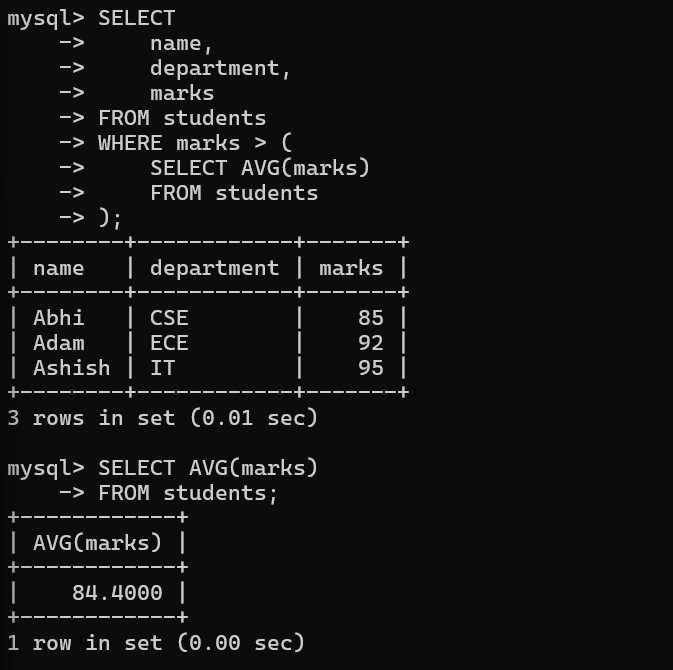 mysql> SELECT
    ->     name,
    ->     department,
    ->     marks
    -> FROM students
    -> WHERE marks > (
    ->     SELECT AVG(marks)
    ->     FROM students
    -> );
+--------+------------+-------+
| name   | department | marks |
+--------+------------+-------+
| Abhi   | CSE        |    85 |
| Adam   | ECE        |    92 |
| Ashish | IT         |    95 |
+--------+------------+-------+
3 rows in set (0.01 sec)

mysql> SELECT AVG(marks)
    -> FROM students;
+------------+
| AVG(marks) |
+------------+
|    84.4000 |
+------------+
1 row in set (0.00 sec)